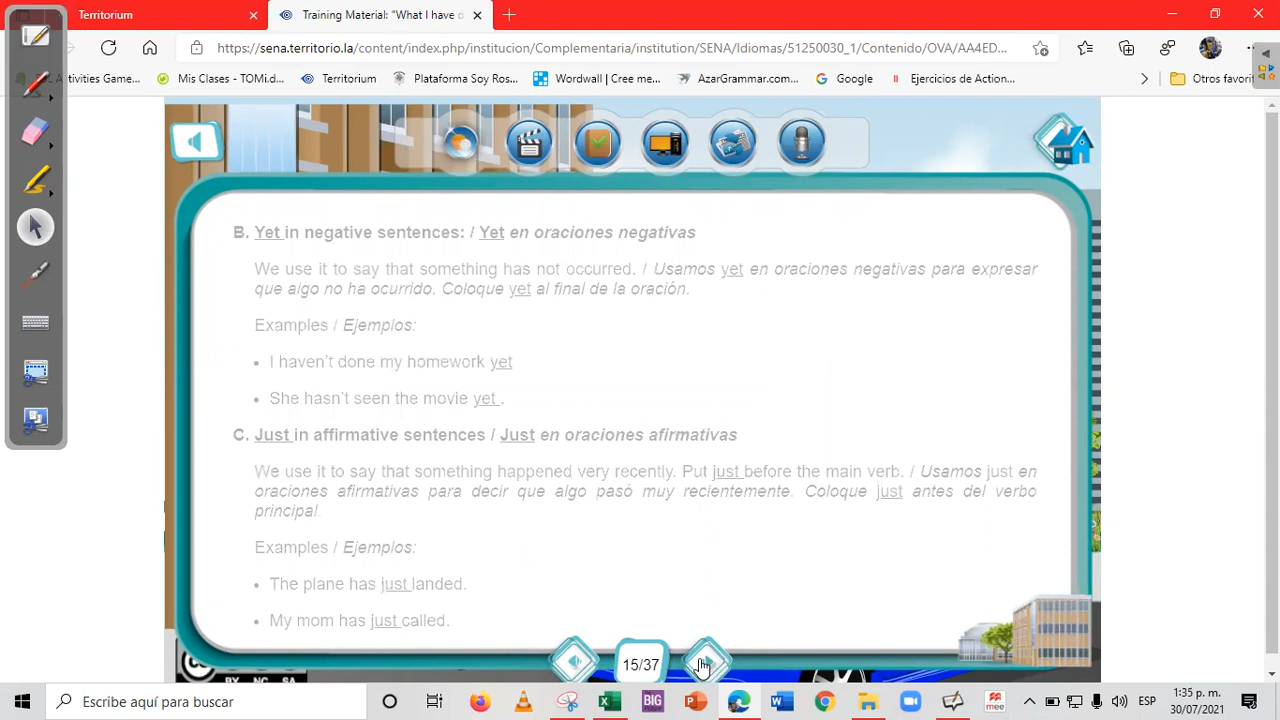 Territorium
Training Material: "What I have d
https://sena.territorio.la/content/index.php/institucion/Complementaria/institution/SENA/Idiomas/51250030_1/Contenido/OVA/AA4ED...
Activities Game...
Mis Clases - TOMi.d...
Territorium
Plataforma Soy Ros...
Wordwall | Cree me...
AzarGrammar.com...
Google
Ejercicios de Action...
Otros favorit
B. Yet in negative sentences: / Yet en oraciones negativas
We use it to say that something has not occurred. / Usamos yet en oraciones negativas para expresar
que algo no ha ocurrido. Coloque yet al final de la oración.
Examples / Ejemplos:
• I haven't done my homework yet
• She hasn't seen the movie yet .
C. Just in affirmative sentences / Just en oraciones afirmativas
We use it to say that something happened very recently. Put just before the main verb. / Usamos just en
oraciones afirmativas para decir que algo pasó muy recientemente. Coloque just antes del verbo
principal.
Examples / Ejemplos:
• The plane has just landed.
• My mom has just called.
15/37
BY NC SA
Escribe aquí para buscar
BIG
mee
ESP
1:35 p. m.
30/07/2021